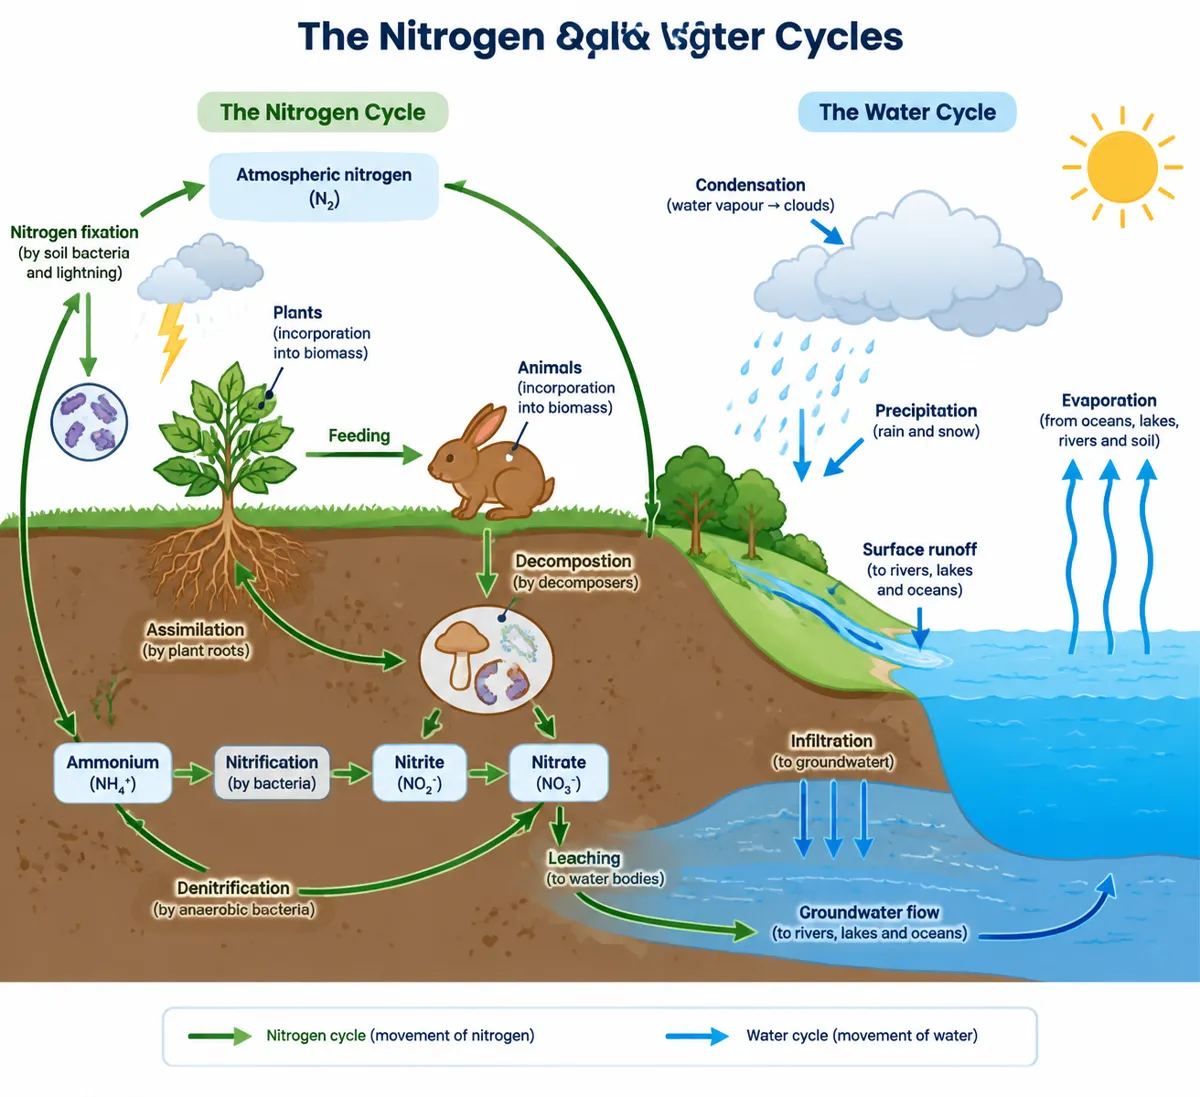 The Nitrogen Cycles
The Nitrogen Cycle
The Water Cycle
Atmospheric nitrogen
(N₂)
Nitrogen fixation
(by soil bacteria
and lightning)
Plants
(incorporation
into biomass)
Animals
(incorporation
into biomass)
Feeding
Condensation
(water vapour → clouds)
Precipitation
(rain and snow)
Evaporation
(from oceans, lakes,
rivers and soil)
Surface runoff
(to rivers, lakes
and oceans)
Decompostion
(by decomposers)
Assimilation
(by plant roots)
Ammonium
(NH₄⁺)
Nitrification
(by bacteria)
Nitrite
(NO₂⁻)
Nitrate
(NO₃⁻)
Infiltration
(to groundwatert)
Leaching
(to water bodies)
Denitrification
(by anaerobic bacteria)
Groundwater flow
(to rivers, lakes and oceans)
Nitrogen cycle (movement of nitrogen)
Water cycle (movement of water)